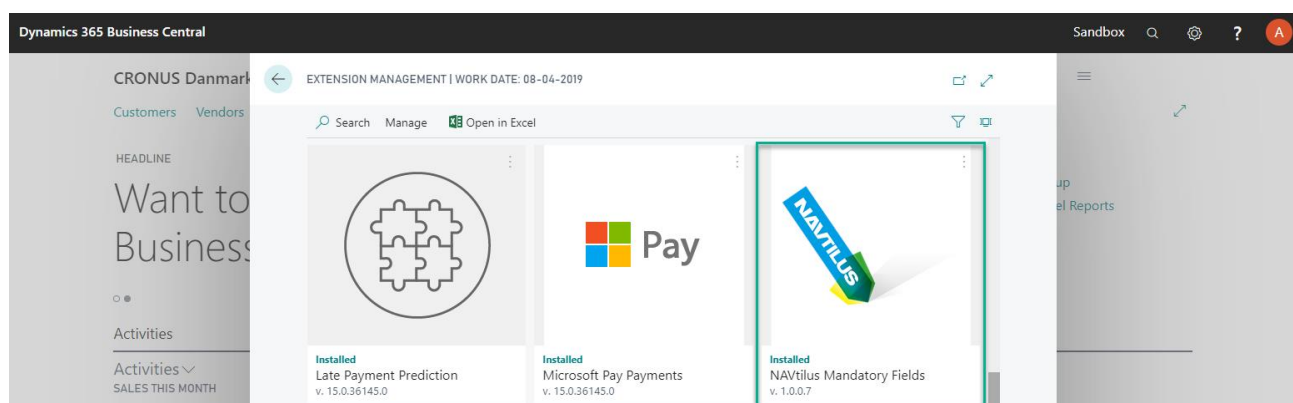 Dynamics 365 Business Central
Sandbox
?
A
CRONUS Danmark
EXTENSION MANAGEMENT | WORK DATE: 08-04-2019
Customers Vendors
Search Manage Open in Excel
HEADLINE
Want to
Business
up
el Reports
Pay
NAVTILUS
Activities
Activities
SALES THIS MONTH
Installed
Late Payment Prediction
v. 15.0.36145.0
Installed
Microsoft Pay Payments
v. 15.0.36145.0
Installed
NAVtilus Mandatory Fields
v. 1.0.0.7